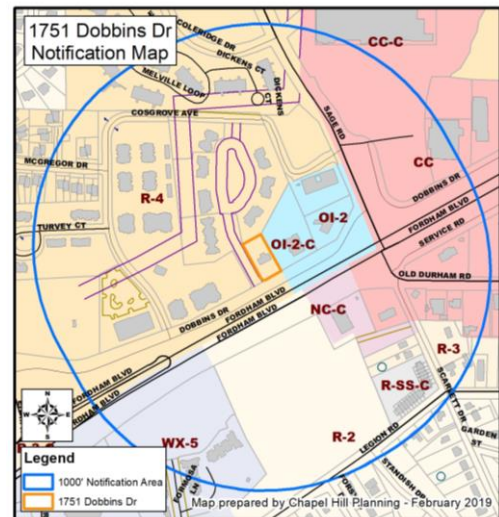 1751 Dobbins Dr
Notification Map
COLERIDGE DR
DICKENS CT
MELVILLE LOOP
DICKENS
CT
COSGROVE AVE
CC-C
SAGE RD
CC
MCGREGOR DR
R-4
TURVEY CT
OI-2
OI-2-C
DOBBINS DR
FORDHAM BLVD
SERVICE RD
OLD DURHAM RD
DOBBINS DR
FORDHAM BLVD
FORDHAM BLVD
NC-C
R-3
R-SS-C
SCARLETT DR
GARDEN
ST
FORDHAM BLVD
WX-5
R-2
LEGION RD
STANDISH DR
FORMOSA
LN
N
W
E
S
Legend
1000' Notification Area
1751 Dobbins Dr
Map prepared by Chapel Hill Planning - February 2019